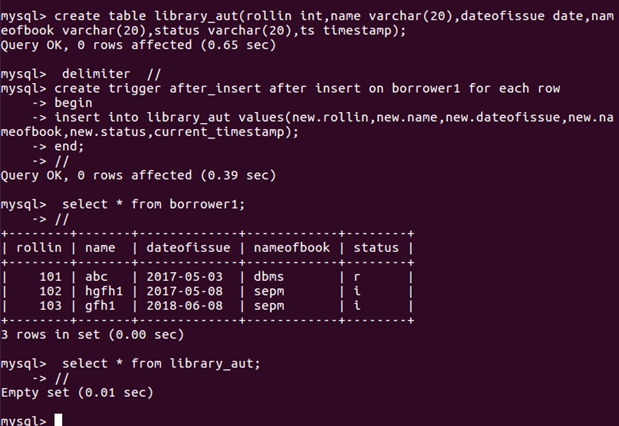 mysql> create table library_aut(rollin int,name varchar(20),dateofissue date,nam
eofbook varchar(20),status varchar(20),ts timestamp);
Query OK, 0 rows affected (0.65 sec)
mysql>  delimiter  //
mysql> create trigger after_insert after insert on borrower1 for each row
    -> begin
    -> insert into library_aut values(new.rollin,new.name,new.dateofissue,new.na
meofbook,new.status,current_timestamp);
    -> end;
    -> //
Query OK, 0 rows affected (0.39 sec)
mysql>  select * from borrower1;
    -> //
+--------+-------+-------------+------------+--------+
| rollin | name  | dateofissue | nameofbook | status |
+--------+-------+-------------+------------+--------+
|    101 | abc   | 2017-05-03  | dbms       | r      |
|    102 | hgfh1 | 2017-05-08  | sepm       | i      |
|    103 | gfh1  | 2018-06-08  | sepm       | i      |
+--------+-------+-------------+------------+--------+
3 rows in set (0.00 sec)
mysql>  select * from library_aut;
    -> //
Empty set (0.01 sec)
mysql>